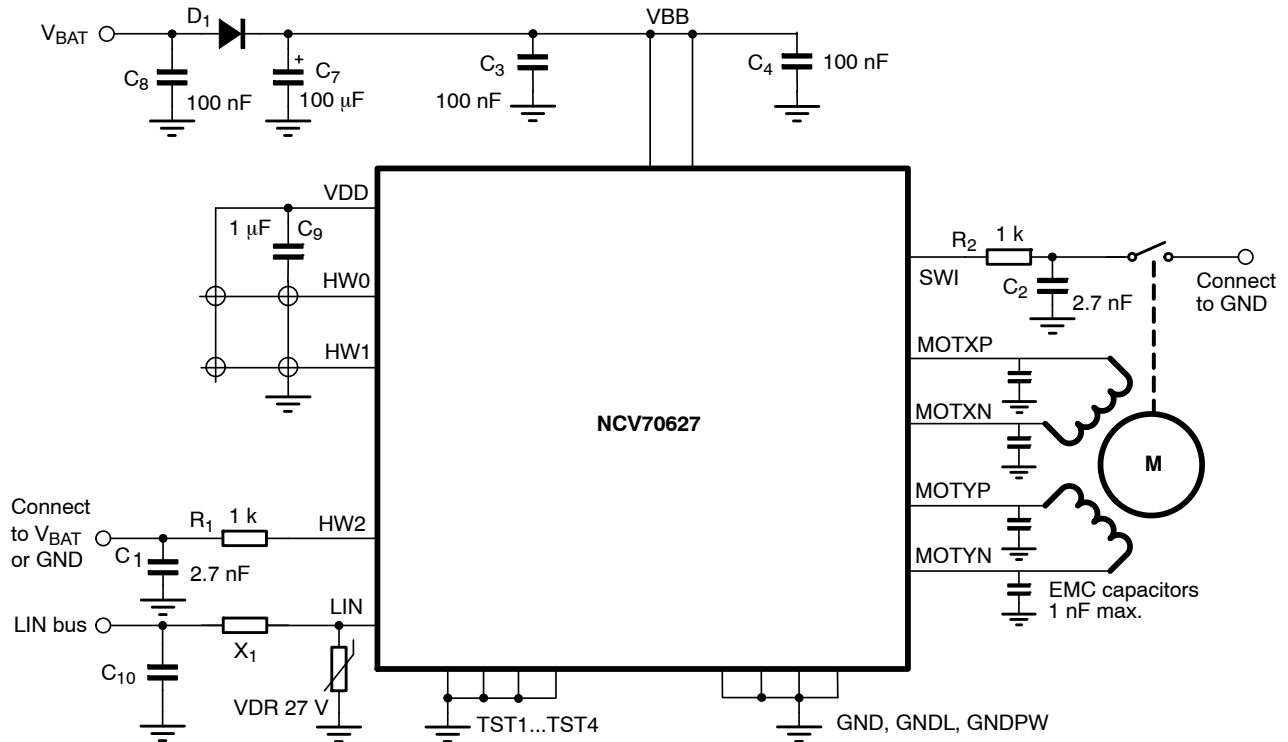 V_BAT
D1
VBB
C8
100 nF
+
C7
100 μF
C3
100 nF
C4
100 nF
VDD
1 μF
C9
HW0
HW1
NCV70627
R2
1 k
SWI
C2
2.7 nF
Connect
to GND
MOTXP
MOTXN
M
MOTYP
MOTYN
EMC capacitors
1 nF max.
Connect
to VBAT
or GND
R1
1 k
HW2
C1
2.7 nF
LIN bus
LIN
X1
C10
VDR 27 V
TST1...TST4
GND, GNDL, GNDPW